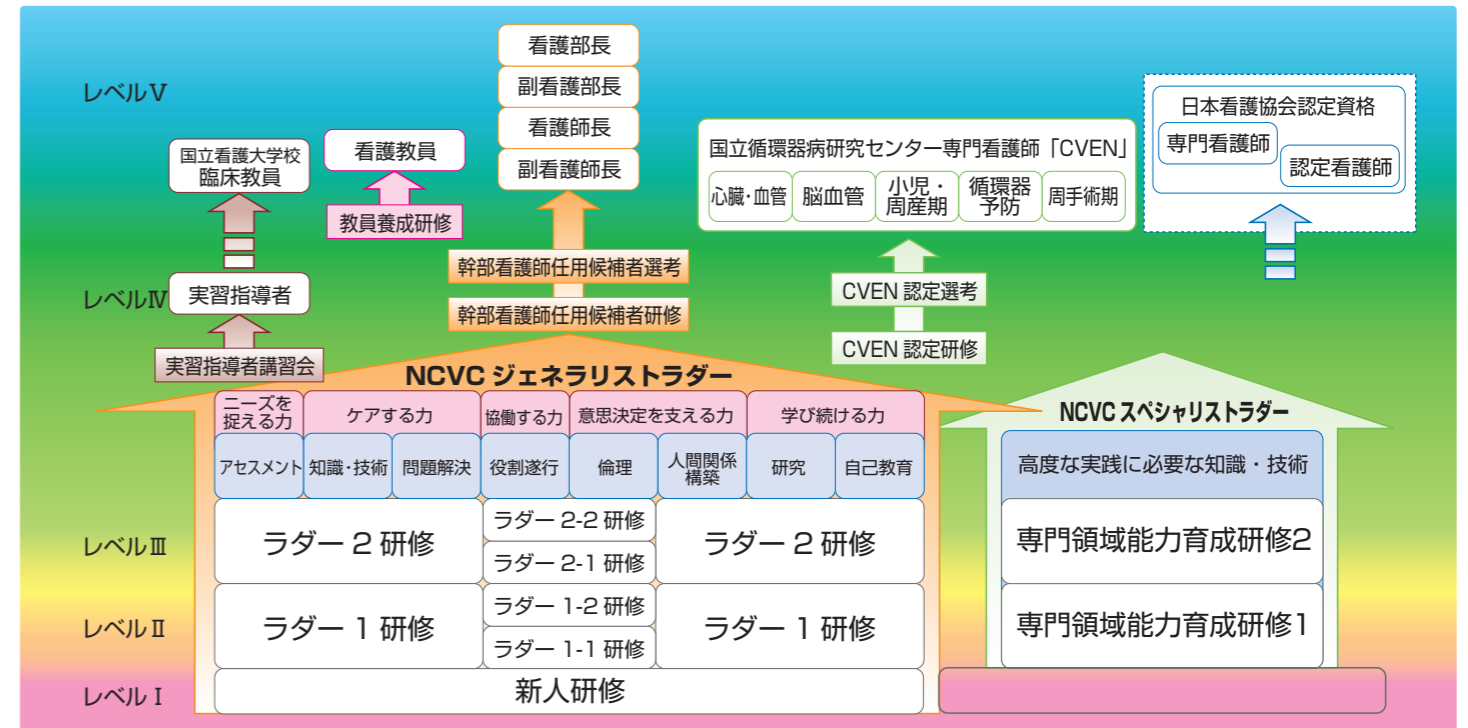 レベルⅤ
看護部長
副看護部長
看護師長
副看護師長
国立看護大学校
臨床教員
看護教員
教員養成研修
国立循環器病研究センター専門看護師「CVEN」
心臓・血管
脳血管
小児・
周産期
循環器
予防
周手術期
日本看護協会認定資格
専門看護師
認定看護師
レベルⅣ
実習指導者
実習指導者講習会
幹部看護師任用候補者選考
幹部看護師任用候補者研修
CVEN 認定選考
CVEN 認定研修
NCVC ジェネラリストラダー
ニーズを
捉える力
ケアする力
協働する力
意思決定を支える力
学び続ける力
アセスメント
知識・技術
問題解決
役割遂行
倫理
人間関係
構築
研究
自己教育
NCVC スペシャリストラダー
高度な実践に必要な知識・技術
レベルⅢ
ラダー 2 研修
ラダー 2-2 研修
ラダー 2-1 研修
ラダー 2 研修
専門領域能力育成研修2
レベルⅡ
ラダー 1 研修
ラダー 1-2 研修
ラダー 1-1 研修
ラダー 1 研修
専門領域能力育成研修1
レベルⅠ
新人研修